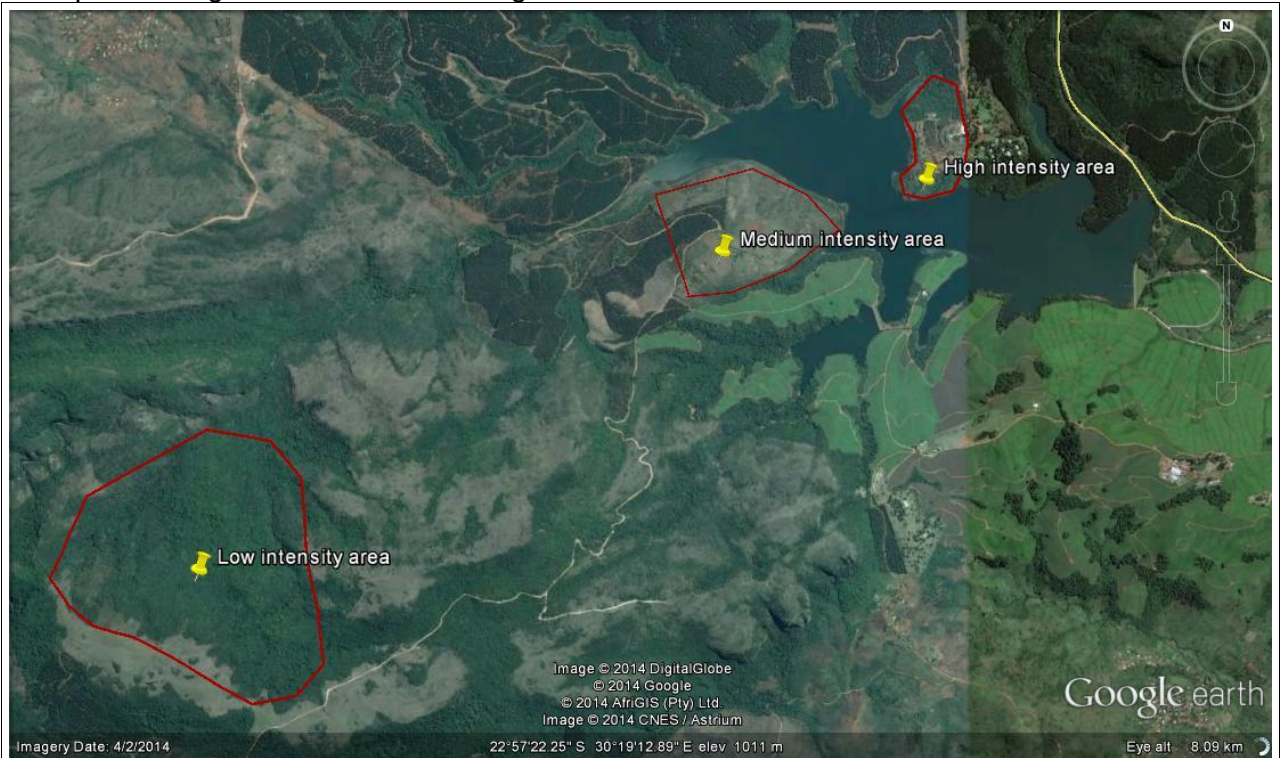 N
High intensity area
Medium intensity area
Low intensity area
Image © 2014 DigitalGlobe
© 2014 Google
© 2014 AfriGIS (Pty) Ltd.
Image © 2014 CNES / Astrium
Google earth
Imagery Date: 4/2/2014
22°57'22.25" S 30°19'12.89" E elev 1011 m
Eye alt 8.09 km